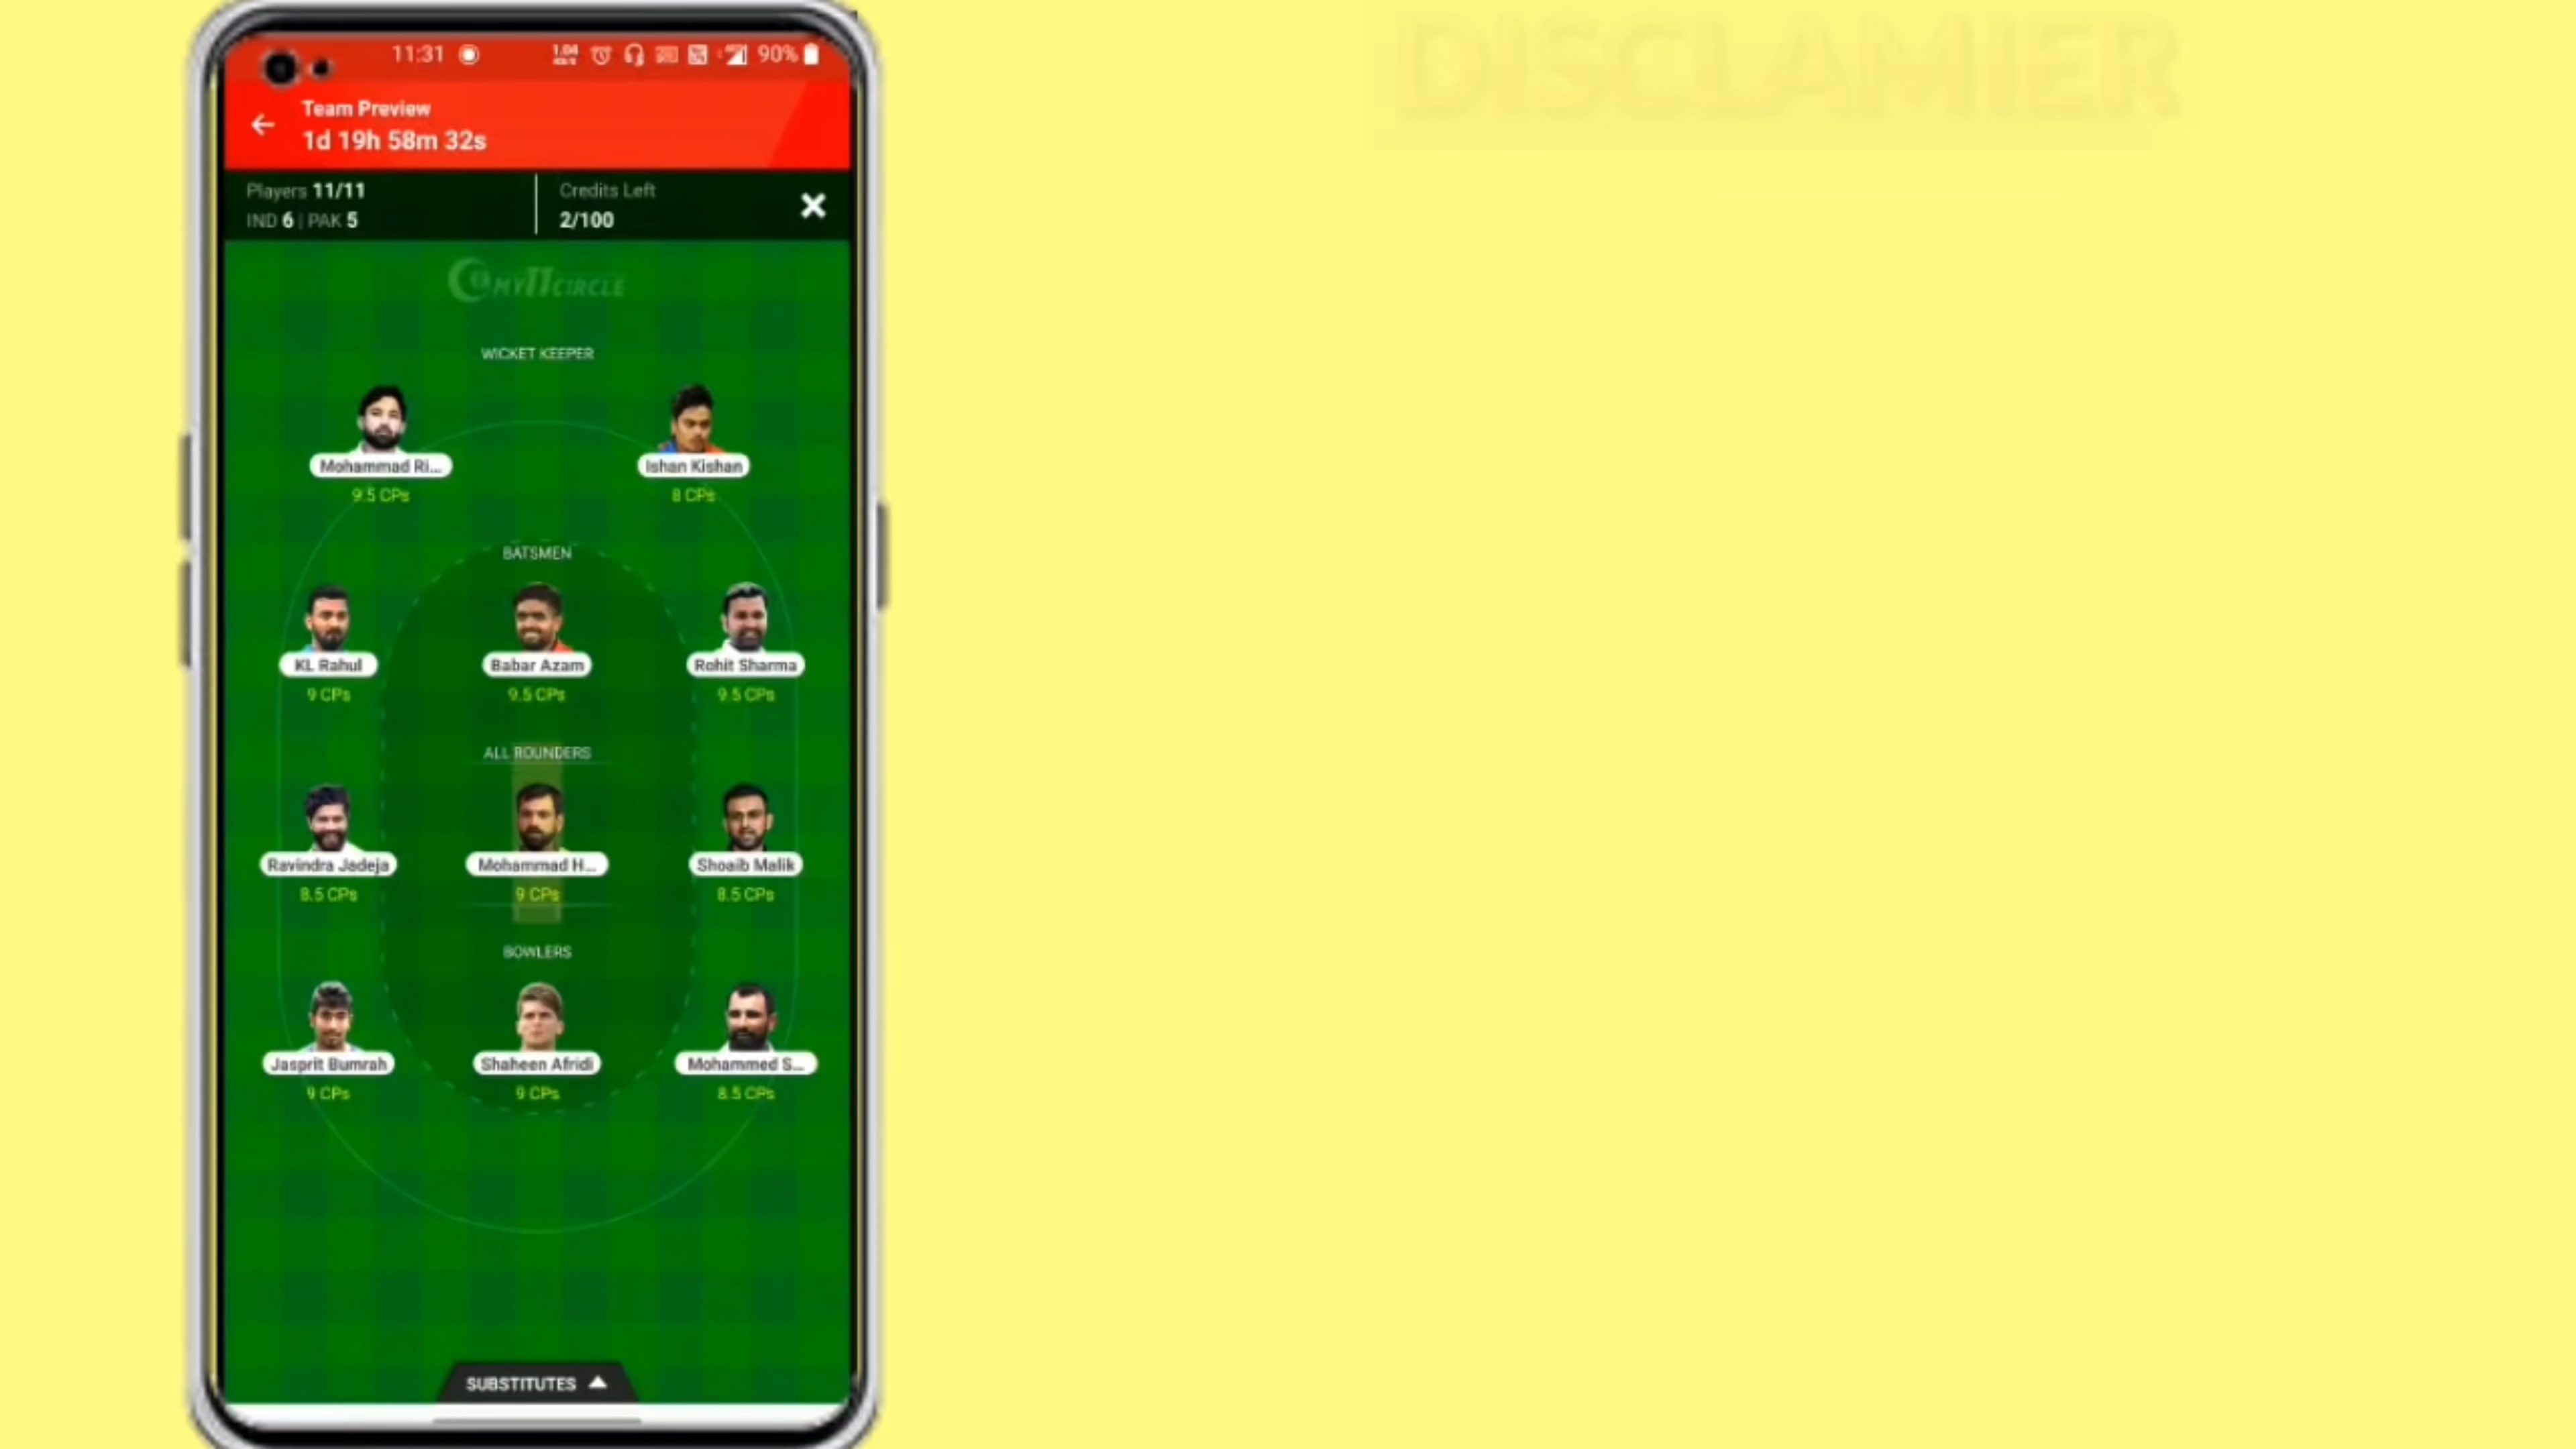 DISCLAMIER
11:31
1.04
90%
Team Preview
1d 19h 58m 32s
Players 11/11
IND 6 | PAK 5
Credits Left
2/100
MY11CIRCLE
WICKET KEEPER
Mohammad Ri...
Ishan Kishan
9.5 CPs
8 CPs
BATSMEN
KL Rahul
Babar Azam
Rohit Sharma
9 CPs
9.5 CPs
9.5 CPs
ALL ROUNDERS
Ravindra Jadeja
Mohammad H...
Shoaib Malik
8.5 CPs
9 CPs
8.5 CPs
BOWLERS
Jasprit Bumrah
Shaheen Afridi
Mohammed S...
9 CPs
9 CPs
8.5 CPs
SUBSTITUTES